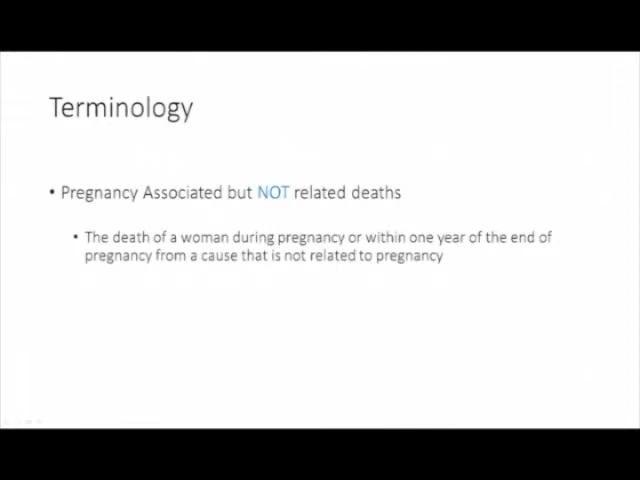 Terminology
• Pregnancy Associated but NOT related deaths
• The death of a woman during pregnancy or within one year of the end of
pregnancy from a cause that is not related to pregnancy